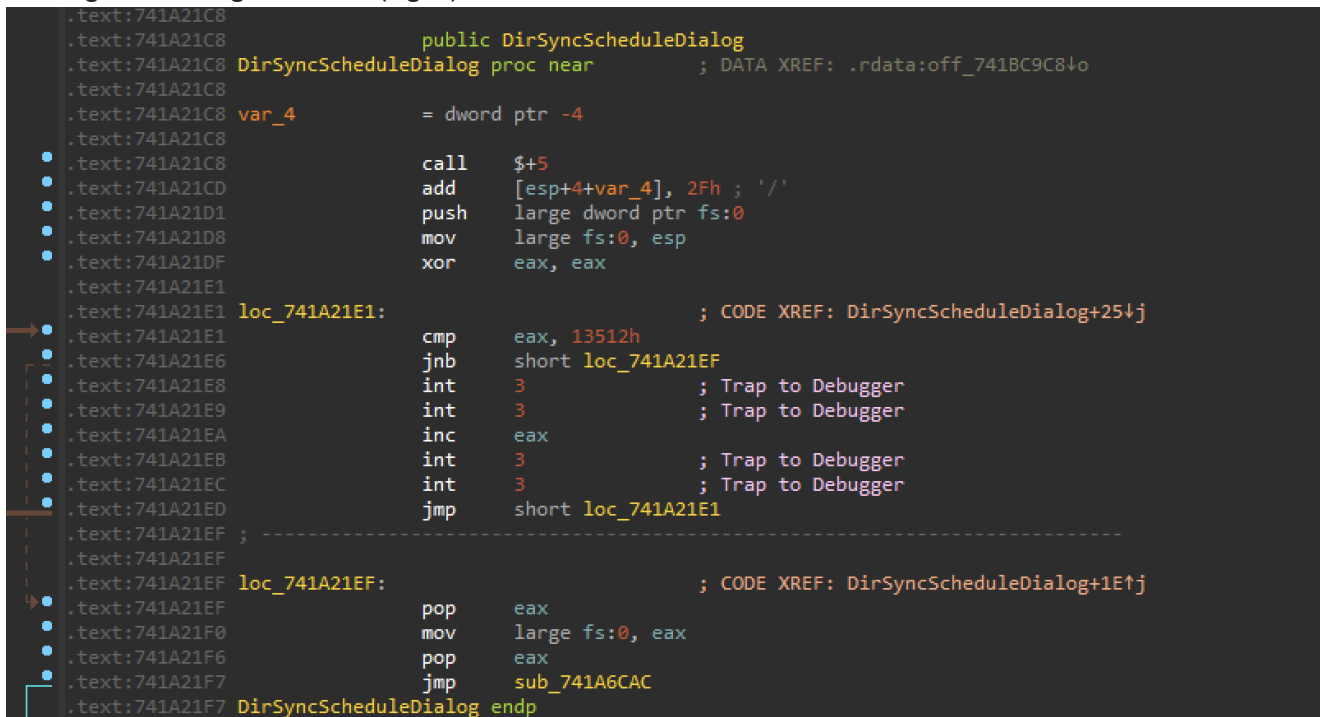 .text:741A21C8
.text:741A21C8 public DirSyncScheduleDialog
.text:741A21C8 DirSyncScheduleDialog proc near ; DATA XREF: .rdata:off_741BC9C8↓o
.text:741A21C8
.text:741A21C8 var_4 = dword ptr -4
.text:741A21C8
.text:741A21C8 call $+5
.text:741A21CD add [esp+4+var_4], 2Fh ; '/'
.text:741A21D1 push large dword ptr fs:0
.text:741A21D8 mov large fs:0, esp
.text:741A21DF xor eax, eax
.text:741A21E1
.text:741A21E1 loc_741A21E1: ; CODE XREF: DirSyncScheduleDialog+25↓j
.text:741A21E1 cmp eax, 13512h
.text:741A21E6 jnb short loc_741A21EF
.text:741A21E8 int 3 ; Trap to Debugger
.text:741A21E9 int 3 ; Trap to Debugger
.text:741A21EA inc eax
.text:741A21EB int 3 ; Trap to Debugger
.text:741A21EC int 3 ; Trap to Debugger
.text:741A21ED jmp short loc_741A21E1
.text:741A21EF ; ---------------------------------------------------------------------------
.text:741A21EF
.text:741A21EF loc_741A21EF: ; CODE XREF: DirSyncScheduleDialog+1E↑j
.text:741A21EF pop eax
.text:741A21F0 mov large fs:0, eax
.text:741A21F6 pop eax
.text:741A21F7 jmp sub_741A6CAC
.text:741A21F7 DirSyncScheduleDialog endp